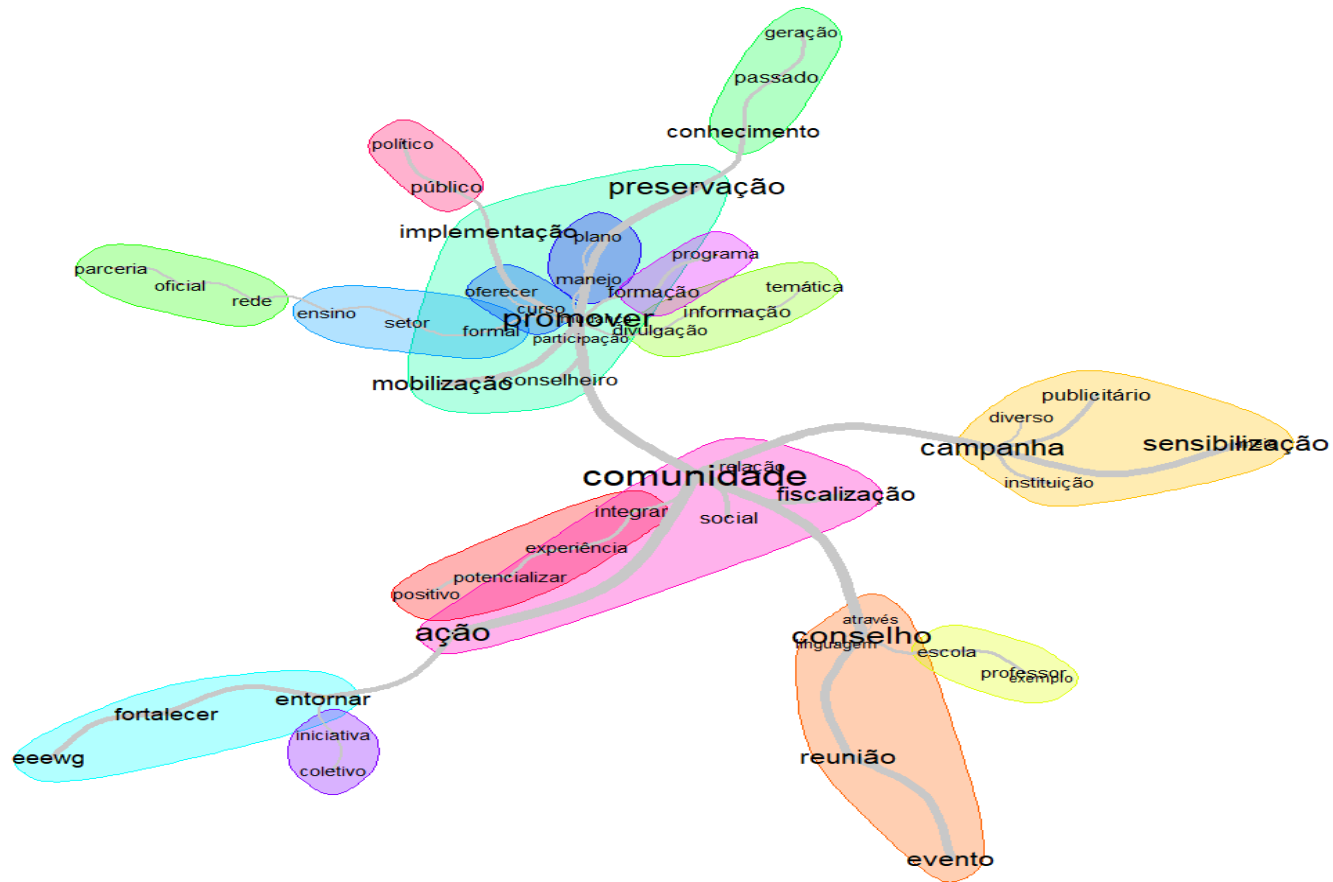 geração
passado
conhecimento
político
público
preservação
implementação
plano
programa
parceria
oficial
rede
manejo
oferecer
formação
temática
ensino
setor
formal
curso
informação
promover
divulgação
participação
mobilização
conselheiro
publicitário
diverso
campanha
sensibilização
instituição
relação
comunidade
fiscalização
integrar
social
experiência
potencializar
positivo
ação
através
conselho
linguagem
escola
professor
exemplo
entornar
fortalecer
eeewg
iniciativa
coletivo
reunião
evento